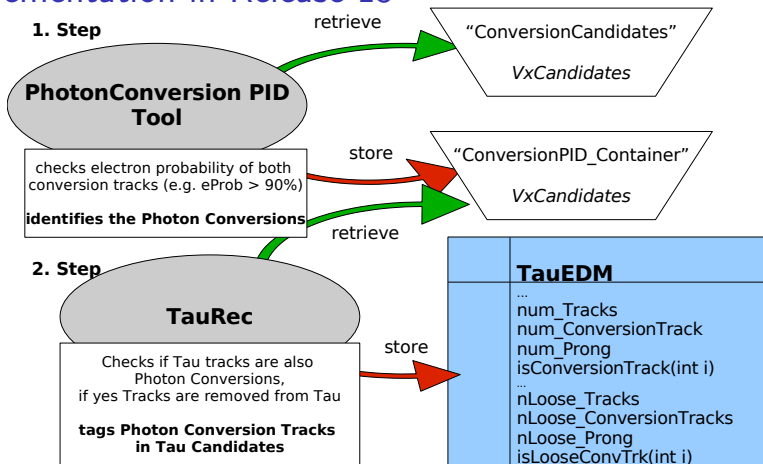 1. Step
retrieve
"ConversionCandidates"
VxCandidates
PhotonConversion PID
Tool
checks electron probability of both
conversion tracks (e.g. eProb > 90%)
identifies the Photon Conversions
store
"ConversionPID_Container"
VxCandidates
retrieve
2. Step
TauRec
Checks if Tau tracks are also
Photon Conversions,
if yes Tracks are removed from Tau
tags Photon Conversion Tracks
in Tau Candidates
store
TauEDM
...
num_Tracks
num_ConversionTrack
num_Prong
isConversionTrack(int i)
...
nLoose_Tracks
nLoose_ConversionTracks
nLoose_Prong
isLooseConvTrk(int i)